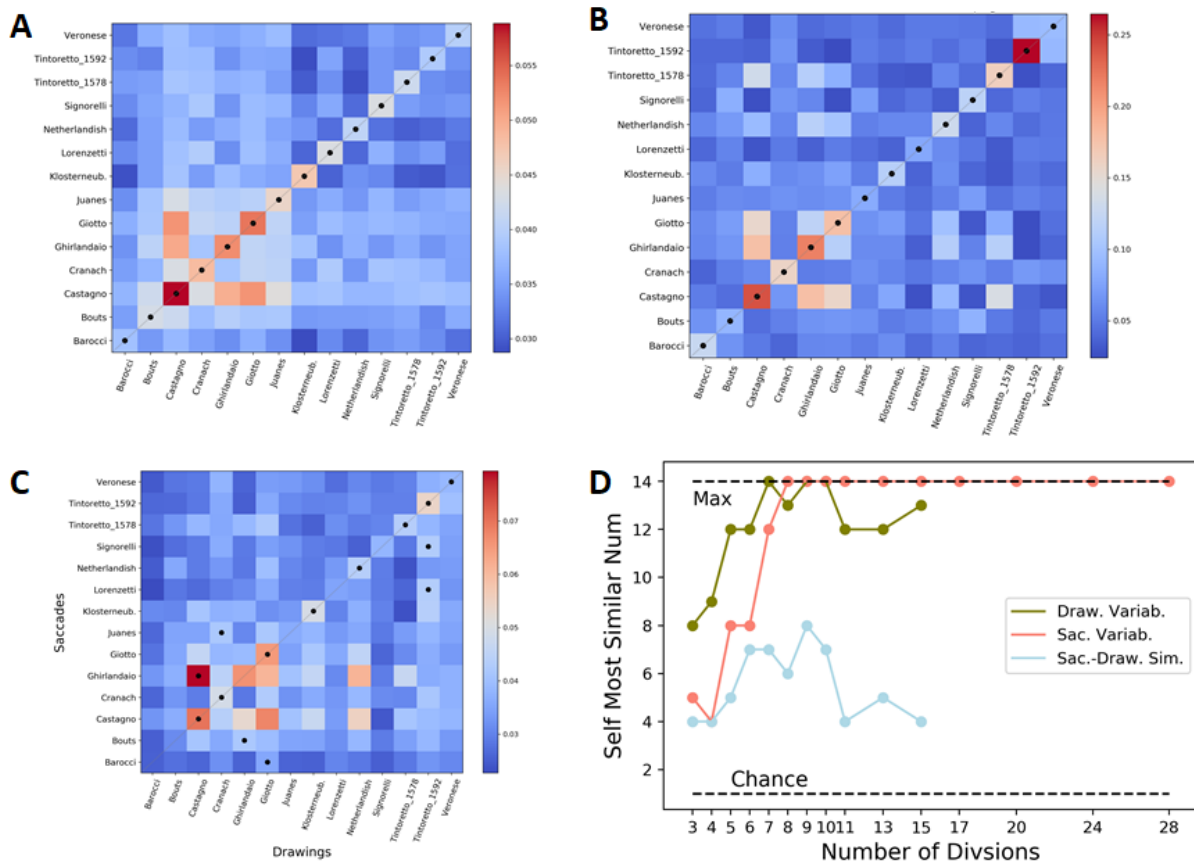 A
Veronese
Tintoretto_1592
Tintoretto_1578
Signorelli
Netherlandish
Lorenzetti
Klosterneub.
Juanes
Giotto
Ghirlandaio
Cranach
Castagno
Bouts
Barocci
Barocci
Bouts
Castagno
Cranach
Ghirlandaio
Giotto
Juanes
Klosterneub.
Lorenzetti
Netherlandish
Signorelli
Tintoretto_1578
Tintoretto_1592
Veronese
0.055
0.050
0.045
0.040
0.035
0.030
B
Veronese
Tintoretto_1592
Tintoretto_1578
Signorelli
Netherlandish
Lorenzetti
Klosterneub.
Juanes
Giotto
Ghirlandaio
Cranach
Castagno
Bouts
Barocci
Barocci
Bouts
Castagno
Cranach
Ghirlandaio
Giotto
Juanes
Klosterneub.
Lorenzetti
Netherlandish
Signorelli
Tintoretto_1578
Tintoretto_1592
Veronese
0.25
0.20
0.15
0.10
0.05
C
Saccades
Veronese
Tintoretto_1592
Tintoretto_1578
Signorelli
Netherlandish
Lorenzetti
Klosterneub.
Juanes
Giotto
Ghirlandaio
Cranach
Castagno
Bouts
Barocci
Barocci
Bouts
Castagno
Cranach
Ghirlandaio
Giotto
Juanes
Klosterneub.
Lorenzetti
Netherlandish
Signorelli
Tintoretto_1578
Tintoretto_1592
Veronese
Drawings
0.07
0.06
0.05
0.04
0.03
D
Self Most Similar Num
14
12
10
8
6
4
2
Max
Draw. Variab.
Sac. Variab.
Sac.-Draw. Sim.
Chance
3 4 5 6 7 8 9 10 11 13 15 17 20 24 28
Number of Divsions